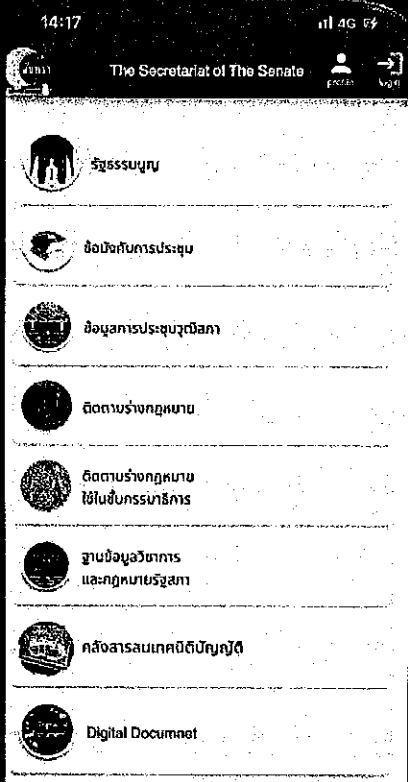 14:17
4G
The Secretariat of The Senate
profile
login
รัฐธรรมนูญ
ข้อบังคับการประชุม
ข้อมูลการประชุมวุฒิสภา
ติดตามร่างกฎหมาย
ติดตามร่างกฎหมาย
ใช้ในชั้นกรรมาธิการ
ฐานข้อมูลวิชาการ
และกฎหมายรัฐสภา
คลังสารสนเทศนิติบัญญัติ
Digital Documnet